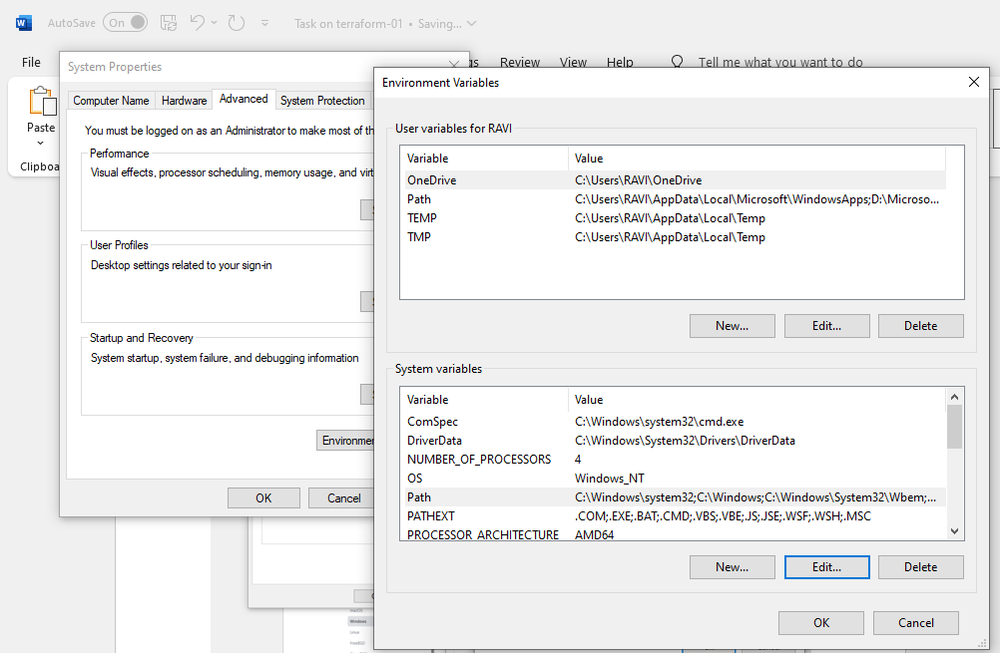 AutoSave On Task on terraform-01 • Saving...
File gs Review View Help Tell me what you want to do
Paste
Clipboa
System Properties
Computer Name Hardware Advanced System Protection
You must be logged on as an Administrator to make most of th
Performance
Visual effects, processor scheduling, memory usage, and virt
User Profiles
Desktop settings related to your sign-in
Startup and Recovery
System startup, system failure, and debugging information
Environmen
OK Cancel
Environment Variables
User variables for RAVI
Variable Value
OneDrive C:\Users\RAVI\OneDrive
Path C:\Users\RAVI\AppData\Local\Microsoft\WindowsApps;D:\Microso...
TEMP C:\Users\RAVI\AppData\Local\Temp
TMP C:\Users\RAVI\AppData\Local\Temp
New... Edit... Delete
System variables
Variable Value
ComSpec C:\Windows\system32\cmd.exe
DriverData C:\Windows\System32\Drivers\DriverData
NUMBER_OF_PROCESSORS 4
OS Windows_NT
Path C:\Windows\system32;C:\Windows;C:\Windows\System32\Wbem;...
PATHEXT .COM;.EXE;.BAT;.CMD;.VBS;.VBE;.JS;.JSE;.WSF;.WSH;.MSC
PROCESSOR_ARCHITECTURE AMD64
New... Edit... Delete
OK Cancel
Windows